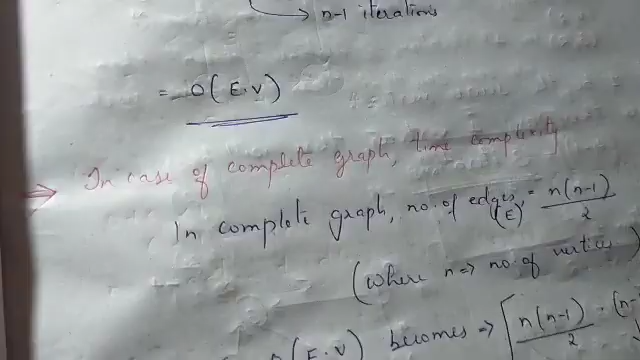 → n-1 iterations
= O(E.V)
→ In case of complete graph, time complexity
In complete graph, no. of edges (E) = n(n-1)/2
(where n => no. of vertices)
O(E.V) becomes => [n(n-1)/2 . (n-